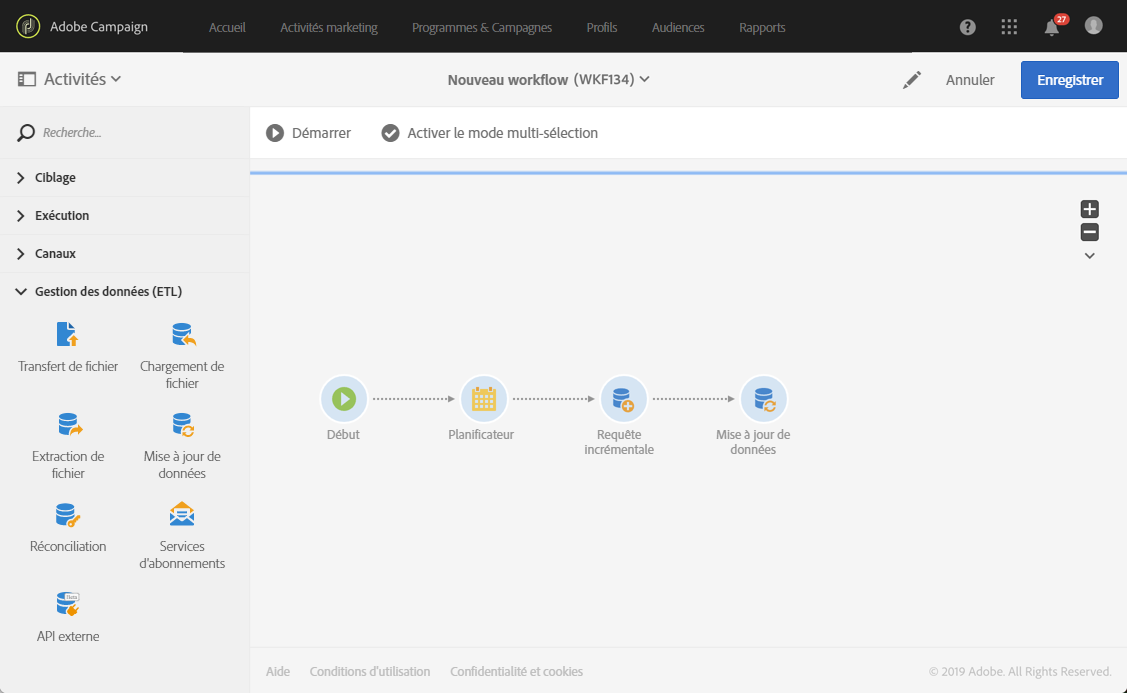 Adobe Campaign
Accueil
Activités marketing
Programmes & Campagnes
Profils
Audiences
Rapports
27
Activités
Nouveau workflow (WKF134)
Annuler
Enregistrer
Recherche...
Démarrer
Activer le mode multi-sélection
Ciblage
Exécution
Canaux
Gestion des données (ETL)
Transfert de fichier
Chargement de
fichier
Extraction de
fichier
Mise à jour de
données
Réconciliation
Services
d'abonnements
API externe
Début
Planificateur
Requête
incrémentale
Mise à jour de
données
Aide
Conditions d'utilisation
Confidentialité et cookies
© 2019 Adobe. All Rights Reserved.